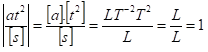 |at²/[s]| = [a][t²]/[s] = LT⁻²T²/L = L/L = 1